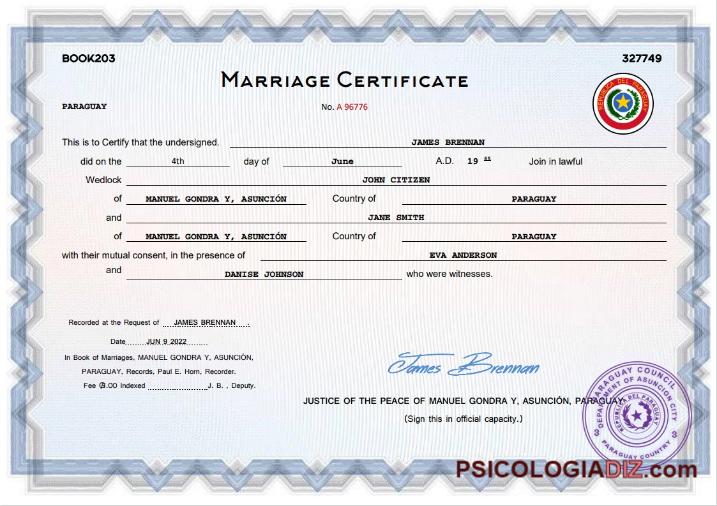 BOOK203
327749
MARRIAGE CERTIFICATE
PARAGUAY
No. A 96776
REPUBLICA DEL PARAGUAY
This is to Certify that the undersigned. JAMES BRENNAN
did on the 4th day of June A.D. 19 Join in lawful
Wedlock JOHN CITIZEN
of MANUEL GONDRA Y, ASUNCIÓN Country of PARAGUAY
and JANE SMITH
of MANUEL GONDRA Y, ASUNCIÓN Country of PARAGUAY
with their mutual consent, in the presence of EVA ANDERSON
and DANISE JOHNSON who were witnesses.
Recorded at the Request of JAMES BRENNAN
Date JUN 9 2022
In Book of Marriages, MANUEL GONDRA Y, ASUNCIÓN,
PARAGUAY, Records, Paul E. Horn, Recorder.
Fee .00 Indexed J. B. , Deputy.
James Brennan
JUSTICE OF THE PEACE OF MANUEL GONDRA Y, ASUNCIÓN, PARAGUAY
(Sign this in official capacity.)
PARAGUAY COUNCIL
DEPARTMENT OF ASUNCION CITY
REPUBLICA DEL PARAGUAY
PARAGUAY COUNTRY
PSICOLOGIADIZ.com